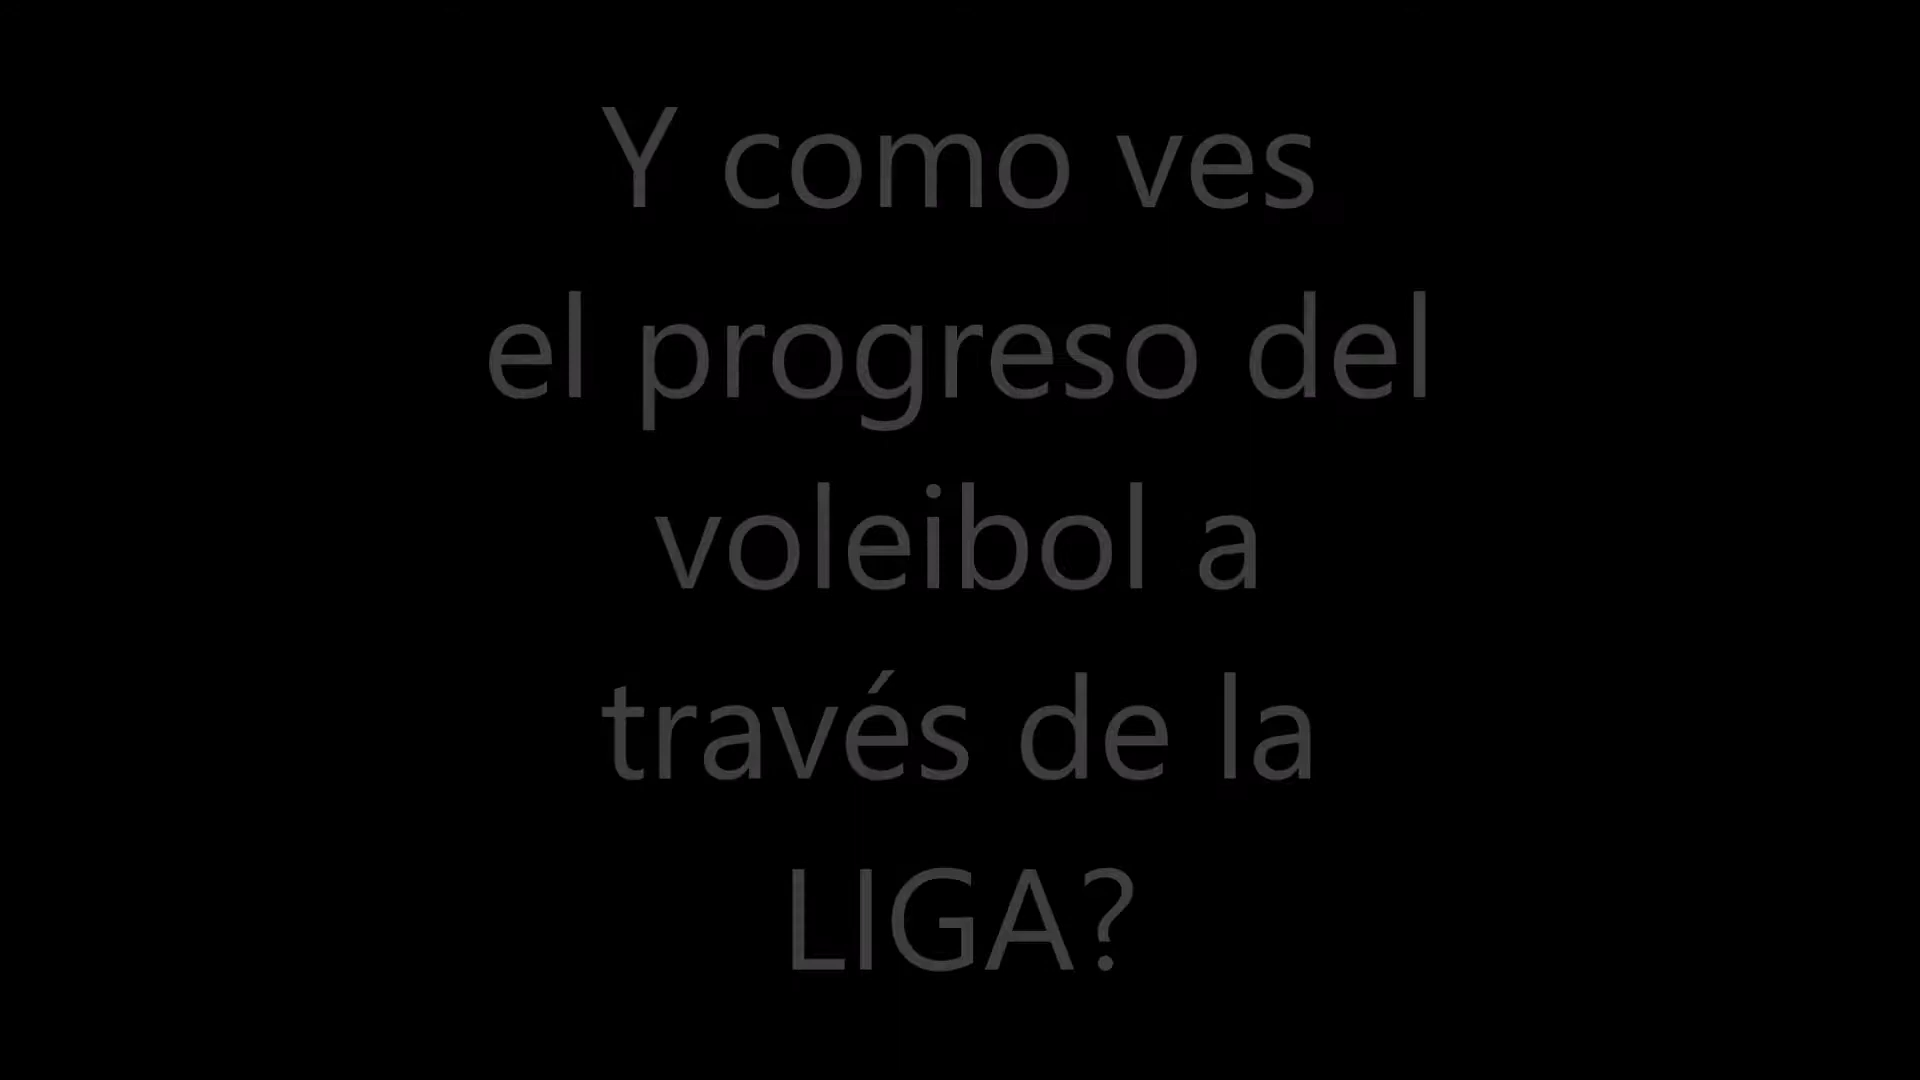 Y como ves
el progreso del
voleibol a
través de la
LIGA?